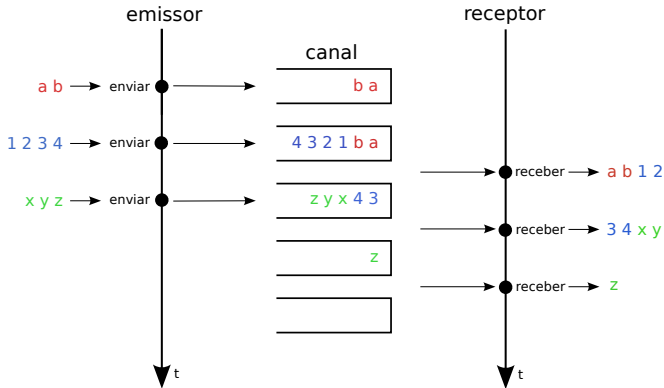 emissor
receptor
canal
a b enviar b a
1 2 3 4 enviar 4 3 2 1 b a
receber a b 1 2
x y z enviar z y x 4 3
receber 3 4 x y
z
receber z
t
t